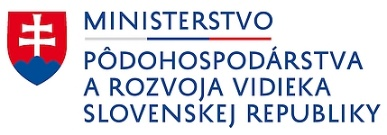 MINISTERSTVO
PÔDOHOSPODÁRSTVA
A ROZVOJA VIDIEKA
SLOVENSKEJ REPUBLIKY